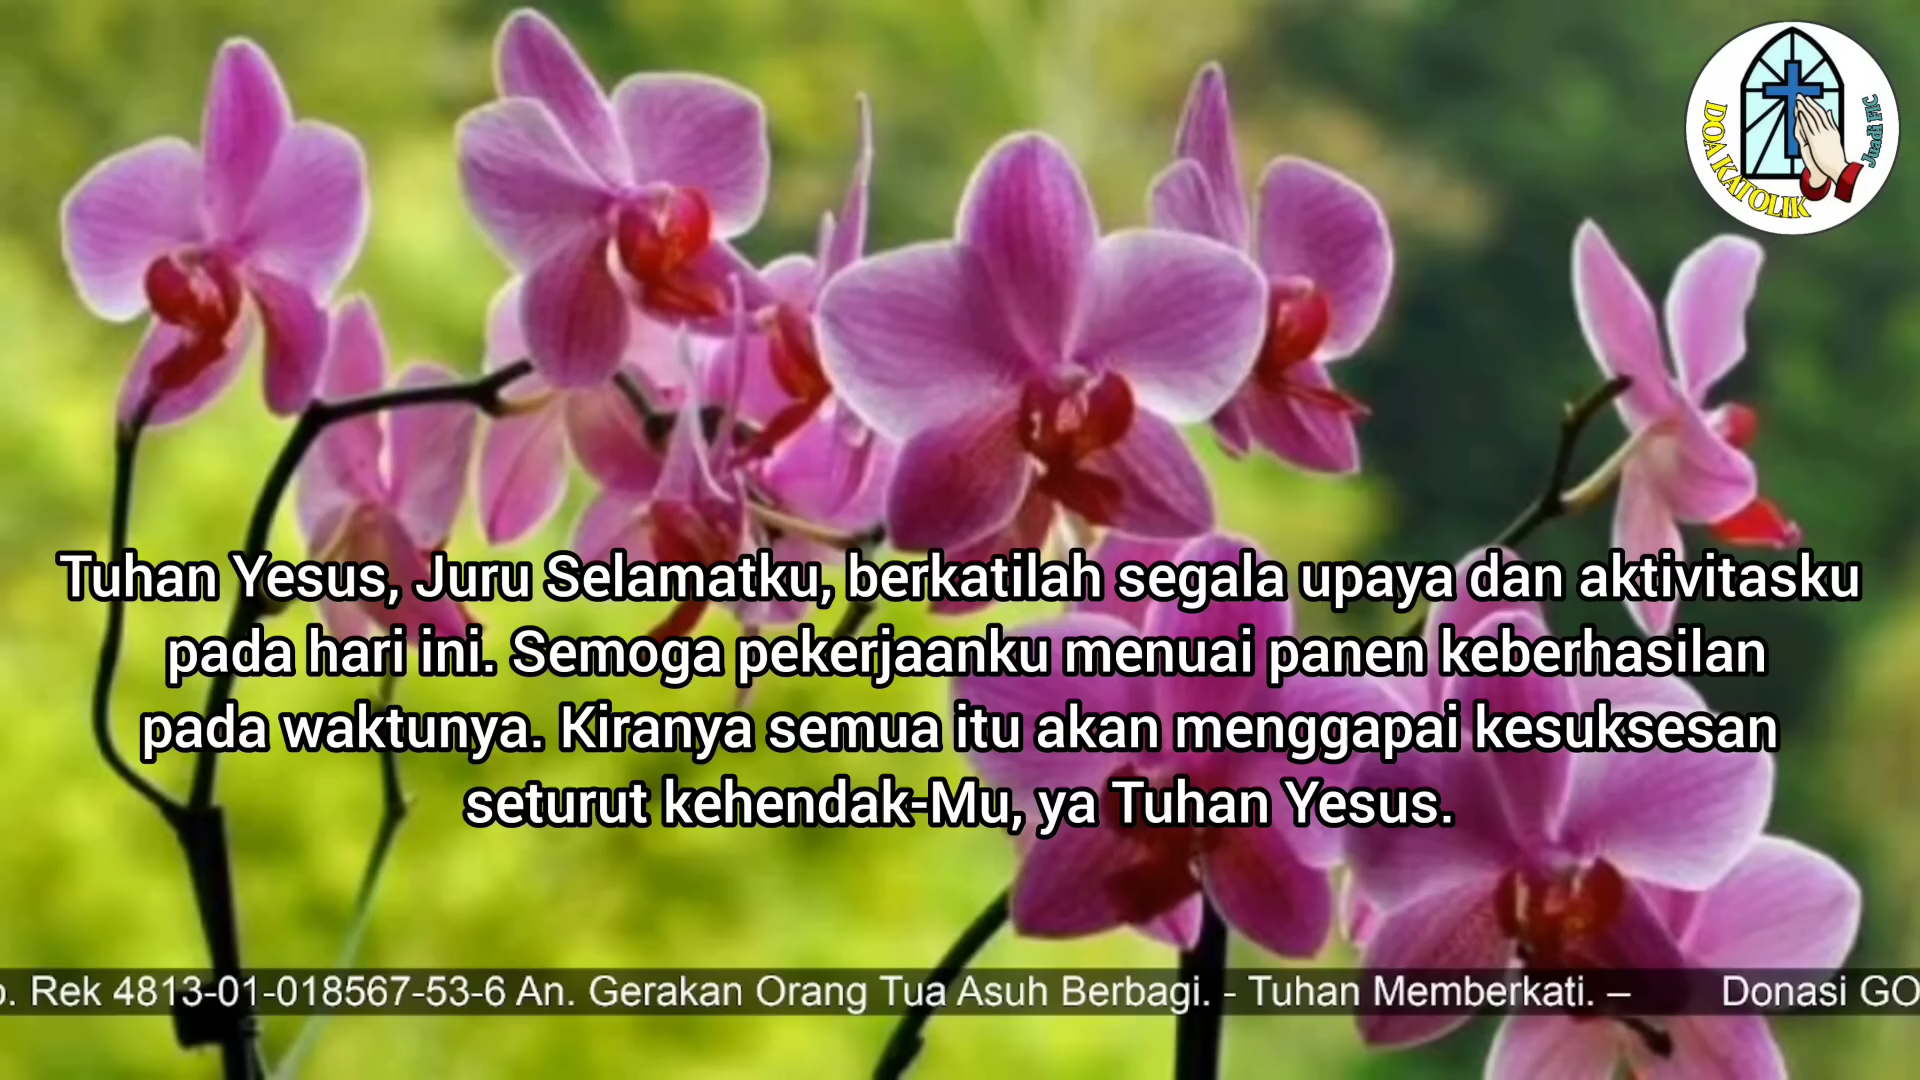 DOA KATOLIK
Juadi FIC
Tuhan Yesus, Juru Selamatku, berkatilah segala upaya dan aktivitasku
pada hari ini. Semoga pekerjaanku menuai panen keberhasilan
pada waktunya. Kiranya semua itu akan menggapai kesuksesan
seturut kehendak-Mu, ya Tuhan Yesus.
. Rek 4813-01-018567-53-6 An. Gerakan Orang Tua Asuh Berbagi. - Tuhan Memberkati. – Donasi GO